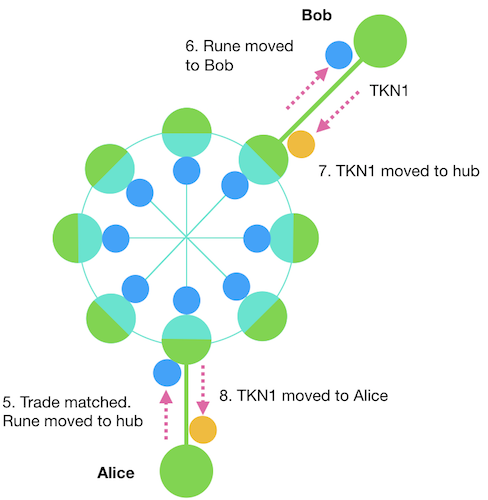 Bob
6. Rune moved
to Bob
TKN1
7. TKN1 moved to hub
5. Trade matched.
Rune moved to hub
8. TKN1 moved to Alice
Alice